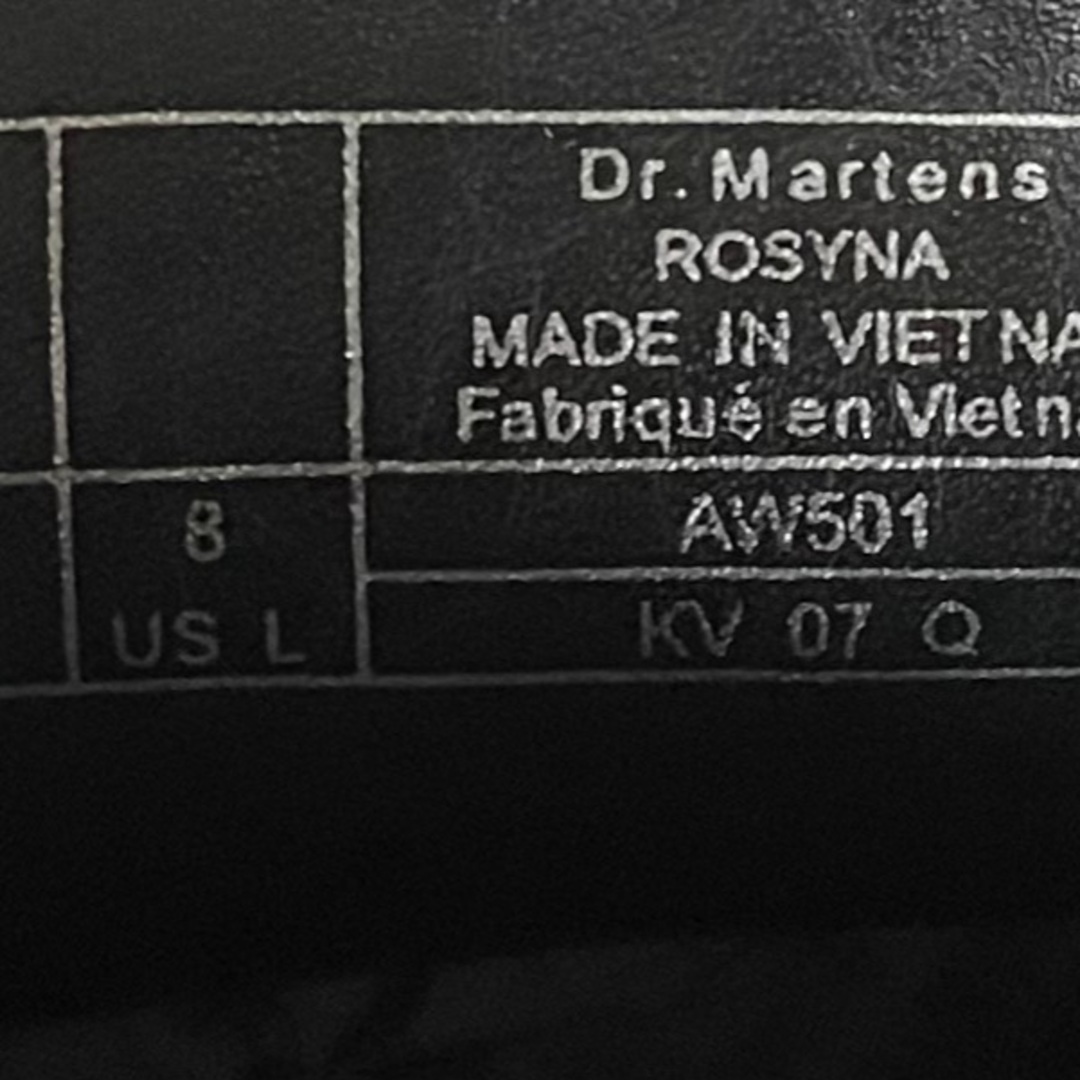 Dr. Martens
ROSYNA
MADE IN VIETNA
Fabriqué en Vietn
8
US L
AW501
KV 07 Q